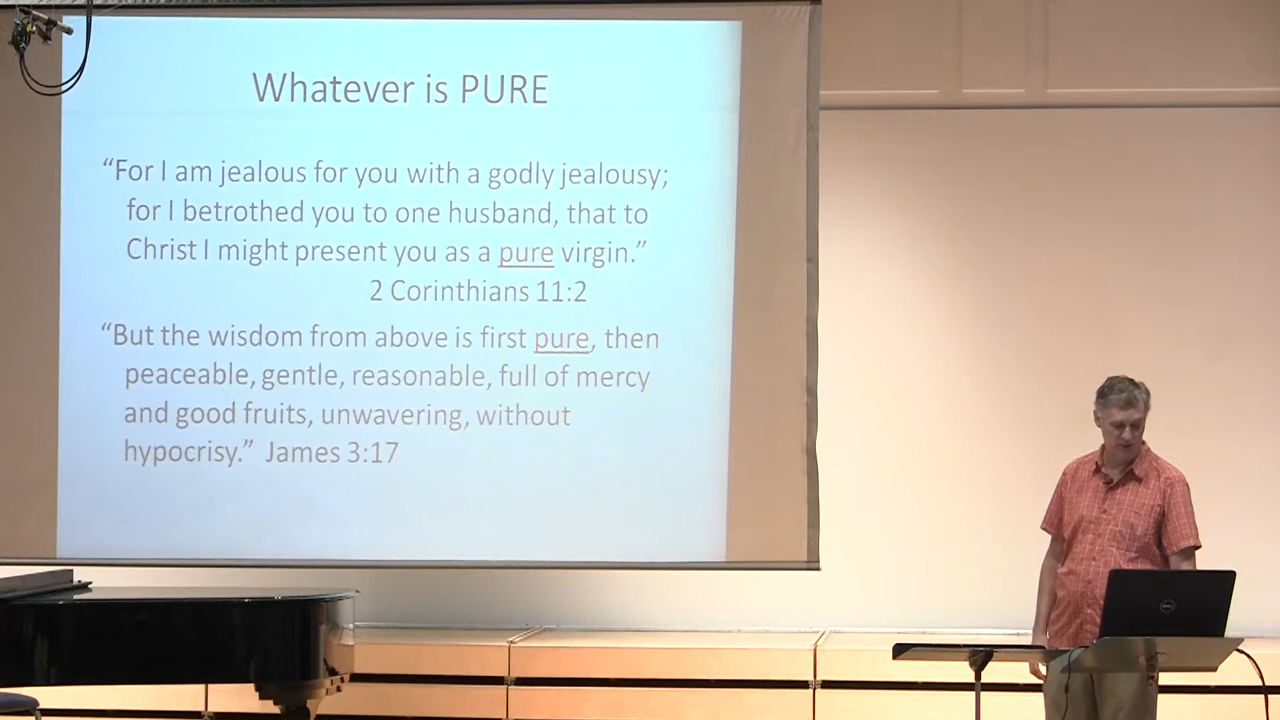 Whatever is PURE
“For I am jealous for you with a godly jealousy;
for I betrothed you to one husband, that to
Christ I might present you as a pure virgin.”
2 Corinthians 11:2
“But the wisdom from above is first pure, then
peaceable, gentle, reasonable, full of mercy
and good fruits, unwavering, without
hypocrisy.” James 3:17
DELL